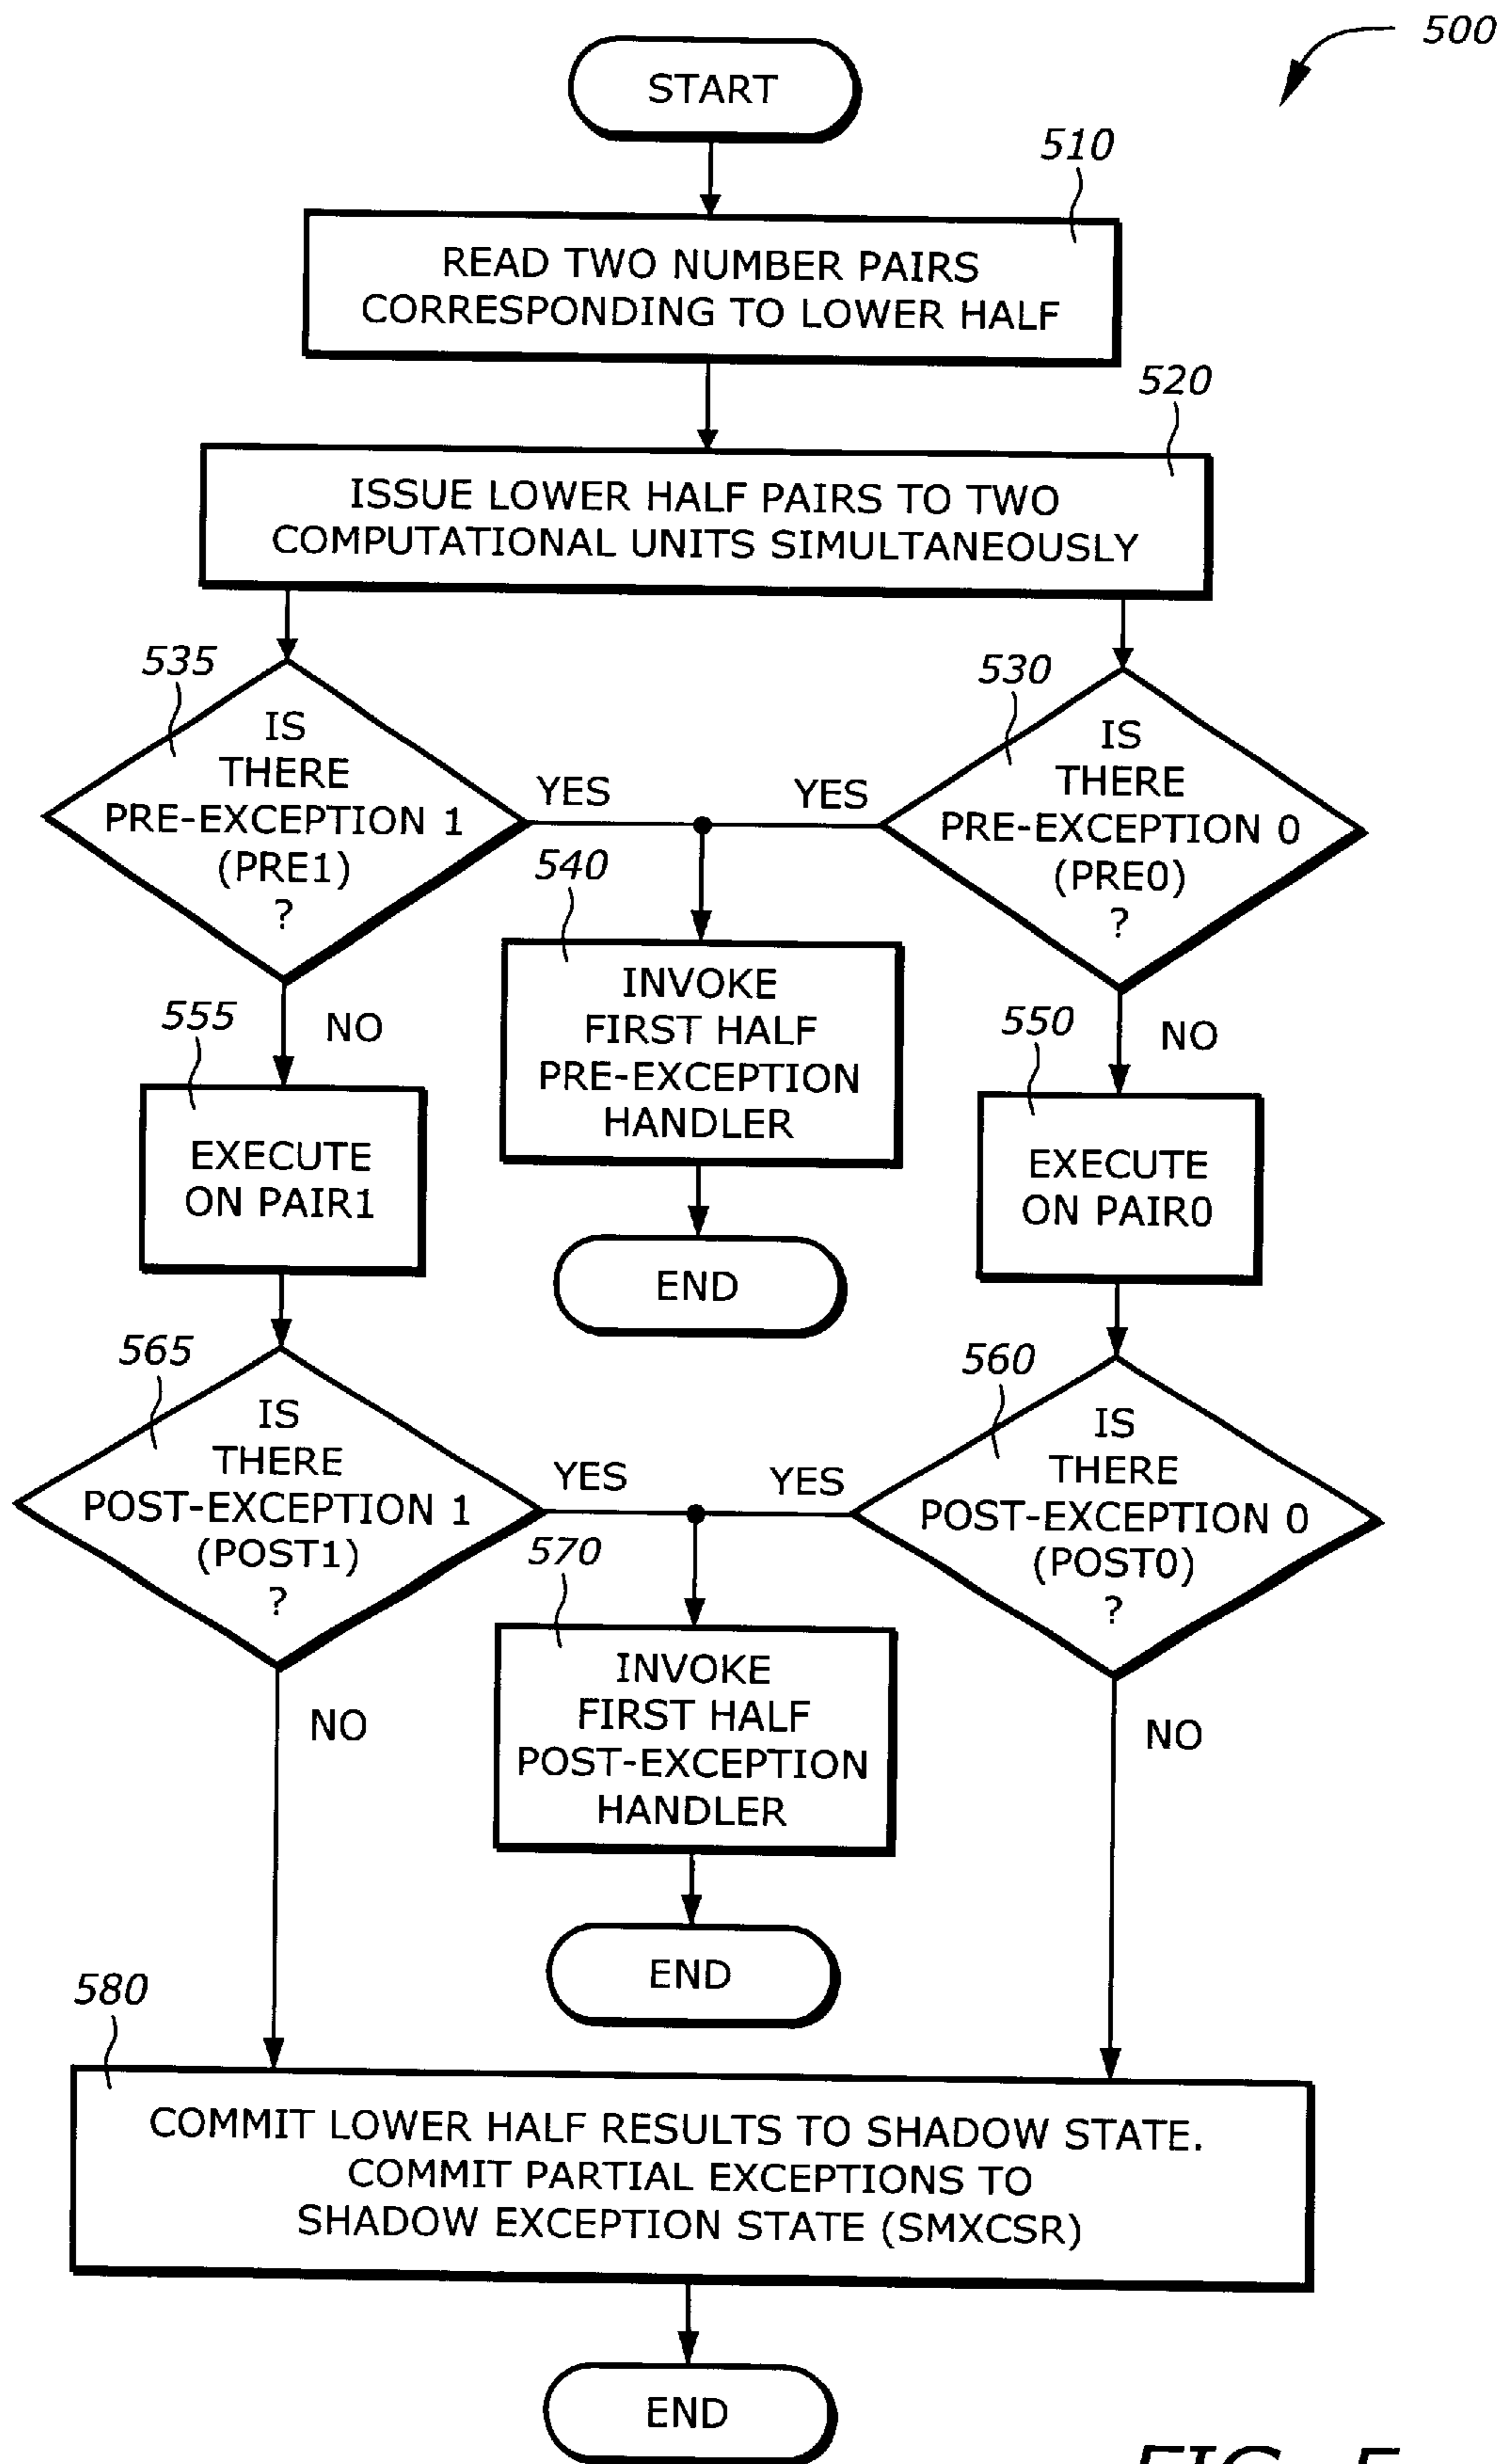 500
START
510
READ TWO NUMBER PAIRS
CORRESPONDING TO LOWER HALF
520
ISSUE LOWER HALF PAIRS TO TWO
COMPUTATIONAL UNITS SIMULTANEOUSLY
535
IS
THERE
PRE-EXCEPTION 1
(PRE1)
?
YES
YES
530
IS
THERE
PRE-EXCEPTION 0
(PRE0)
?
540
INVOKE
FIRST HALF
PRE-EXCEPTION
HANDLER
END
NO
555
EXECUTE
ON PAIR1
NO
550
EXECUTE
ON PAIR0
565
IS
THERE
POST-EXCEPTION 1
(POST1)
?
YES
YES
560
IS
THERE
POST-EXCEPTION 0
(POST0)
?
570
INVOKE
FIRST HALF
POST-EXCEPTION
HANDLER
END
NO
NO
580
COMMIT LOWER HALF RESULTS TO SHADOW STATE.
COMMIT PARTIAL EXCEPTIONS TO
SHADOW EXCEPTION STATE (SMXCSR)
END